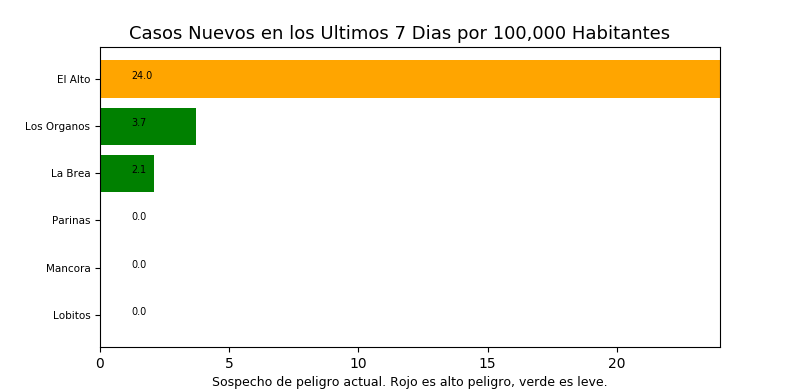 Casos Nuevos en los Ultimos 7 Dias por 100,000 Habitantes
El Alto 24.0
Los Organos 3.7
La Brea 2.1
Parinas 0.0
Mancora 0.0
Lobitos 0.0
0 5 10 15 20
Sospecho de peligro actual. Rojo es alto peligro, verde es leve.